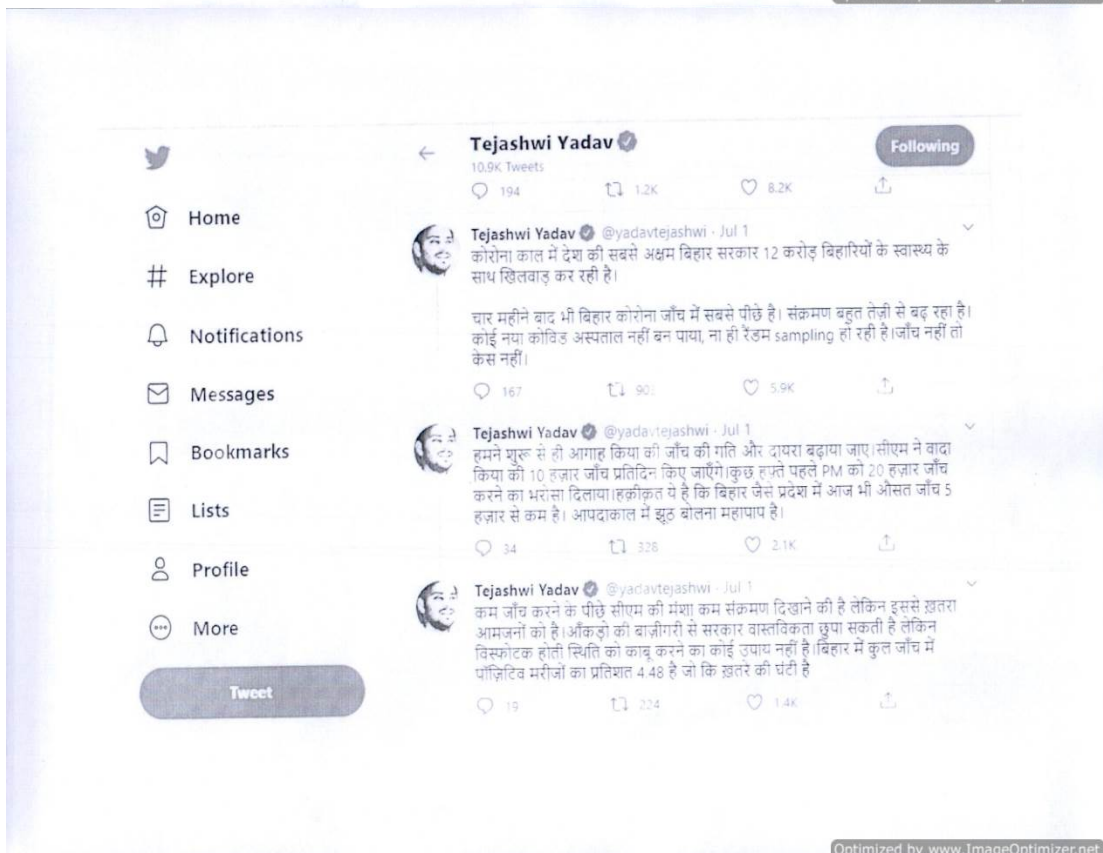 Tejashwi Yadav
10.9K Tweets
Following
194 1.2K 8.2K
Home
Explore
Notifications
Messages
Bookmarks
Lists
Profile
More
Tweet
Tejashwi Yadav @yadavtejashwi · Jul 1
कोरोना काल में देश की सबसे अक्षम बिहार सरकार 12 करोड़ बिहारियों के स्वास्थ्य के
साथ खिलवाड़ कर रही है।
चार महीने बाद भी बिहार कोरोना जाँच में सबसे पीछे है। संक्रमण बहुत तेज़ी से बढ़ रहा है।
कोई नया कोविड अस्पताल नहीं बन पाया, ना ही रैंडम sampling हो रही है।जाँच नहीं तो
केस नहीं।
167 5.9K
Tejashwi Yadav @yadavtejashwi · Jul 1
हमने शुरू से ही आगाह किया की जाँच की गति और दायरा बढ़ाया जाए।सीएम ने वादा
किया की 10 हज़ार जाँच प्रतिदिन किए जाएँगे।कुछ हफ़्ते पहले PM को 20 हज़ार जाँच
करने का भरोसा दिलाया।हक़ीक़त ये है कि बिहार जैसे प्रदेश में आज भी औसत जाँच 5
हज़ार से कम है। आपदाकाल में झूठ बोलना महापाप है।
34 328 2.1K
Tejashwi Yadav @yadavtejashwi · Jul 1
कम जाँच करने के पीछे सीएम की मंशा कम संक्रमण दिखाने की है लेकिन इससे ख़तरा
आमजनों को है।आँकड़ो की बाज़ीगरी से सरकार वास्तविकता छुपा सकती है लेकिन
विस्फोटक होती स्थिति को काबू करने का कोई उपाय नहीं है।बिहार में कुल जाँच में
पॉज़िटिव मरीजों का प्रतिशत 4.48 है जो कि ख़तरे की घंटी है
19 224 1.4K
Optimized by www.ImageOptimizer.net